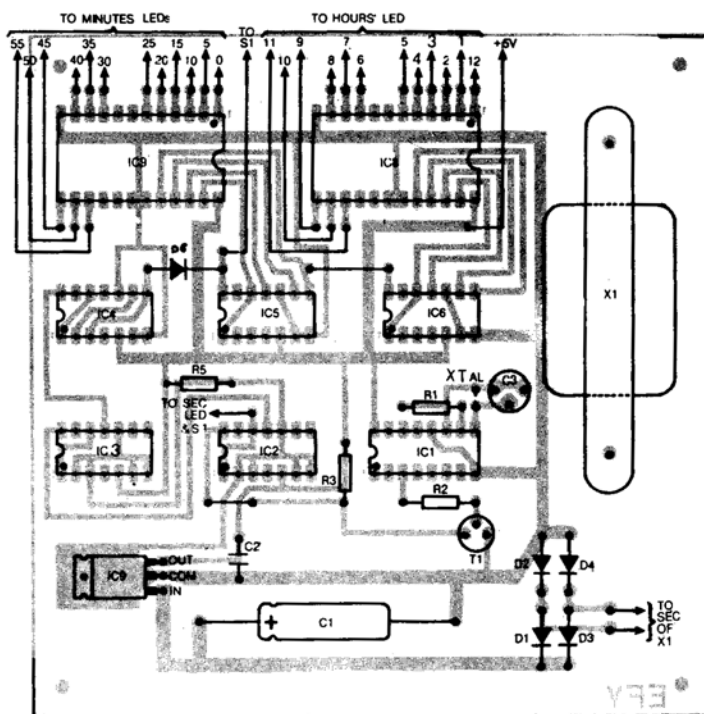 TO MINUTES LEDs
TO S1
TO HOURS' LED
55 45 35 25 15 5 11 9 7 5 3 1 +5V
50 40 30 20 10 0 10 8 6 4 2 12
IC9 IC8
D6
X1
IC4 IC5 IC6
R5 XTAL C3
TO SEC LED & S1
R1
IC3 IC2 R3 IC1
R2
C2 T1
OUT
IC9 COM
IN
D2 D4
+ C1
D1 D3
TO SEC OF X1
EFY